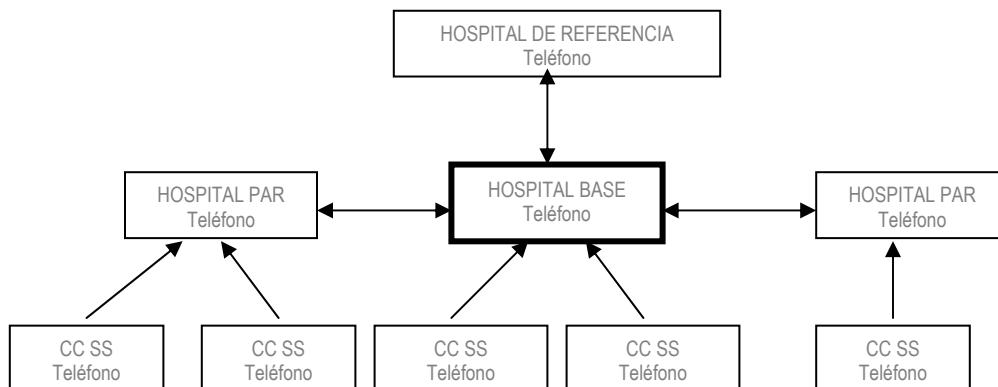 HOSPITAL DE REFERENCIA
Teléfono
HOSPITAL PAR
Teléfono
HOSPITAL BASE
Teléfono
HOSPITAL PAR
Teléfono
CC SS
Teléfono
CC SS
Teléfono
CC SS
Teléfono
CC SS
Teléfono
CC SS
Teléfono